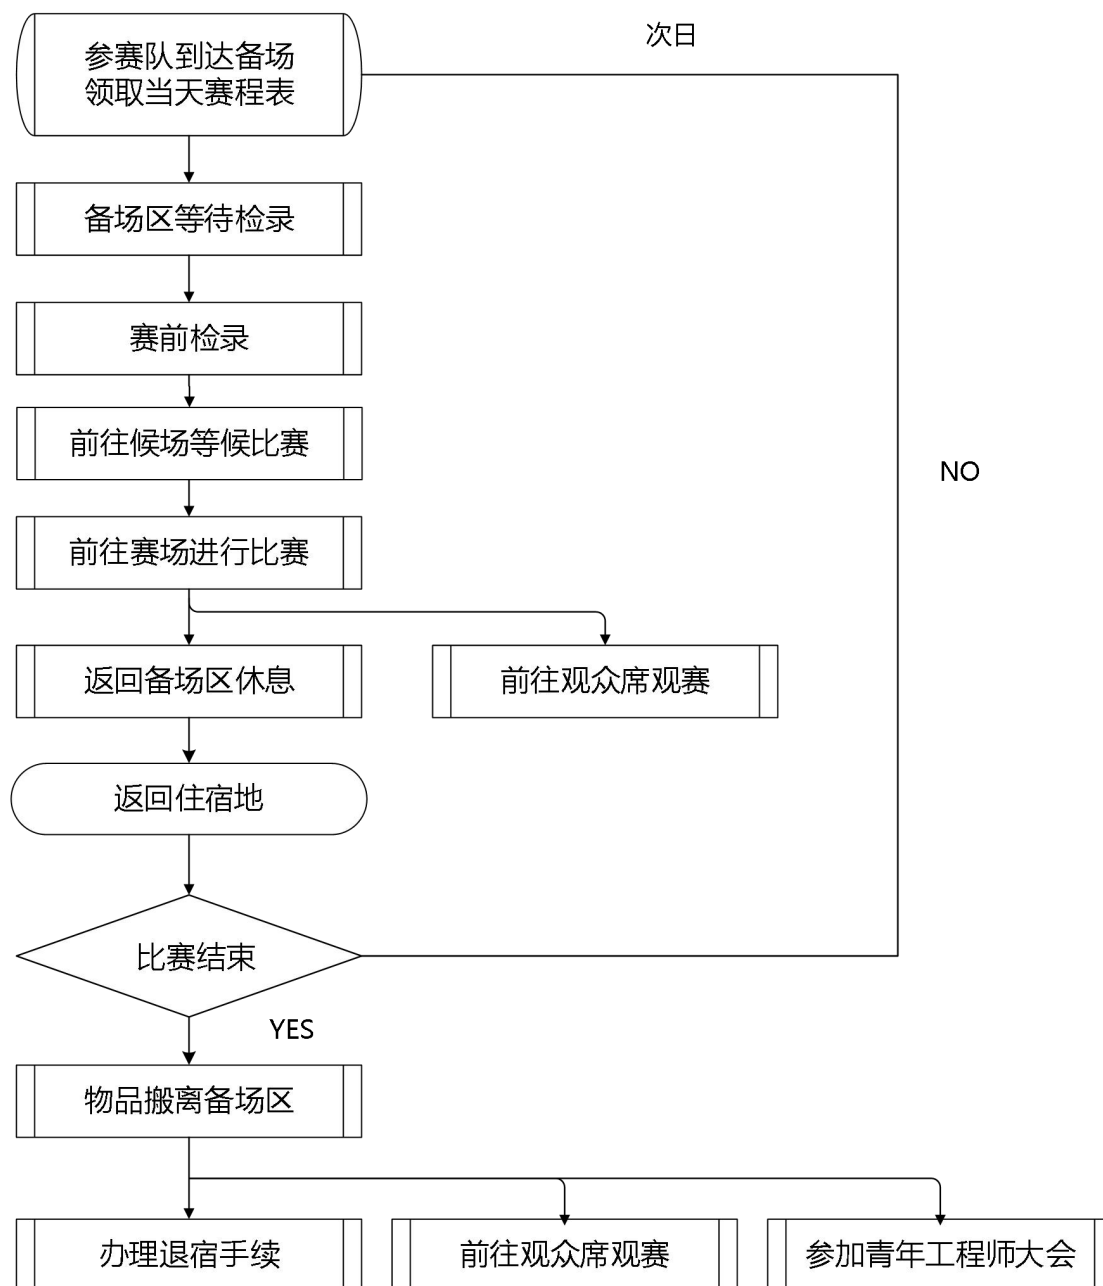 次日
参赛队到达备场
领取当天赛程表
备场区等待检录
赛前检录
前往候场等候比赛
NO
前往赛场进行比赛
返回备场区休息
前往观众席观赛
返回住宿地
比赛结束
YES
物品搬离备场区
办理退宿手续
前往观众席观赛
参加青年工程师大会